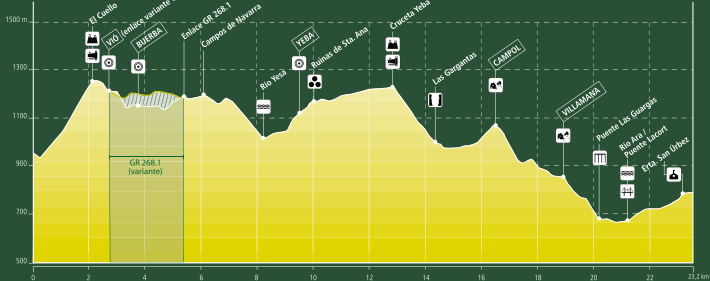 El Cuello
VIÓ (enlace variante
BUERBA
Enlace GR 268.1
Campos de Navarra
Río Yesa
YEBA
Ruinas de Sta. Ana
Cruceta Yeba
Las Gargantas
CAMPOL
VILLAMANA
Puente Las Guargas
Río Ara
Puente Lacort
Erta. San Úrbez
1500 m
1300
1100
900
700
500
GR 268.1
(variante)
0
2
4
6
8
10
12
14
16
18
20
22
23,2 km